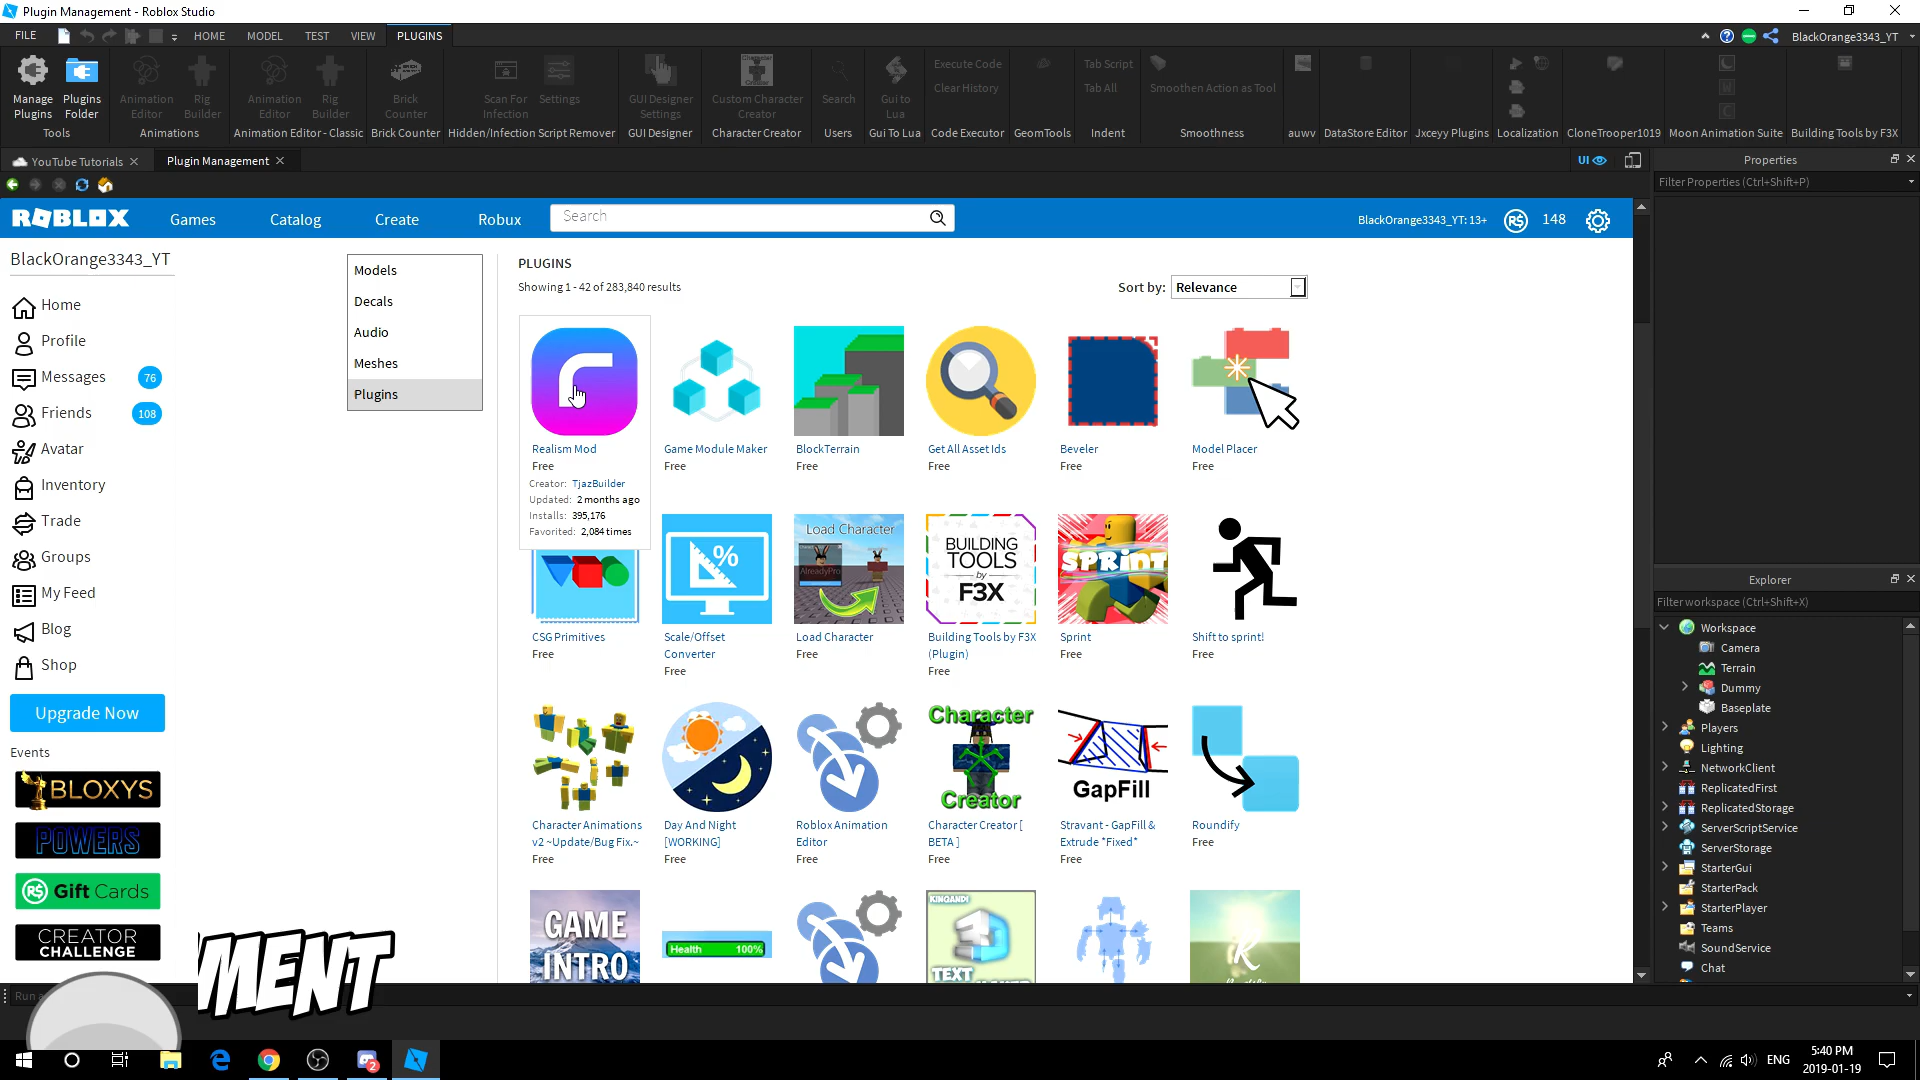 Plugin Management - Roblox Studio
FILE
HOME
MODEL
TEST
VIEW
PLUGINS
BlackOrange3343_YT
Manage Plugins
Plugins Folder
Tools
Animation Editor
Rig Builder
Animations
Animation Editor
Rig Builder
Animation Editor - Classic
Brick Counter
Brick Counter
Scan For Infection
Settings
Hidden/Infection Script Remover
GUI Designer Settings
GUI Designer
Custom Character Creator
Character Creator
Search
Users
Gui to Lua
Gui To Lua
Execute Code
Clear History
Code Executor
GeomTools
Tab Script
Tab All
Indent
Smoothen Action as Tool
Smoothness
auwv
DataStore Editor
Jxceyy Plugins
Localization
CloneTrooper1019
Moon Animation Suite
Building Tools by F3X
YouTube Tutorials
Plugin Management
UI
Properties
Filter Properties (Ctrl+Shift+P)
ROBLOX
Games
Catalog
Create
Robux
Search
BlackOrange3343_YT: 13+
R$
148
BlackOrange3343_YT
Home
Profile
Messages 76
Friends 108
Avatar
Inventory
Trade
Groups
My Feed
Blog
Shop
Upgrade Now
Events
BLOXYS
POWERS
R$ Gift Cards
CREATOR
CHALLENGE
Models
Decals
Audio
Meshes
Plugins
PLUGINS
Showing 1 - 42 of 283,840 results
Sort by: Relevance
Realism Mod
Free
Creator: TjazBuilder
Updated: 2 months ago
Installs: 395,176
Favorited: 2,084 times
Game Module Maker
Free
BlockTerrain
Free
Get All Asset Ids
Free
Beveler
Free
Model Placer
Free
CSG Primitives
Free
%
Scale/Offset
Converter
Free
Load Character
AlreadyPro
Load Character
Free
BUILDING
TOOLS
by
F3X
Building Tools by F3X
(Plugin)
Free
SPRINT
Sprint
Free
Shift to sprint!
Free
Character Animations
v2 ~Update/Bug Fix.~
Free
Day And Night
[WORKING]
Free
Roblox Animation
Editor
Free
Character
Creator
Character Creator [
BETA ]
Free
GapFill
Stravant - GapFill &
Extrude *Fixed*
Free
Roundify
Free
GAME
INTRO
Health 100%
KINGANDI
3D
TEXT
Explorer
Filter workspace (Ctrl+Shift+X)
Workspace
Camera
Terrain
Dummy
Baseplate
Players
Lighting
NetworkClient
ReplicatedFirst
ReplicatedStorage
ServerScriptService
ServerStorage
StarterGui
StarterPack
StarterPlayer
Teams
SoundService
Chat
Run a
MENT
2
ENG
5:40 PM
2019-01-19